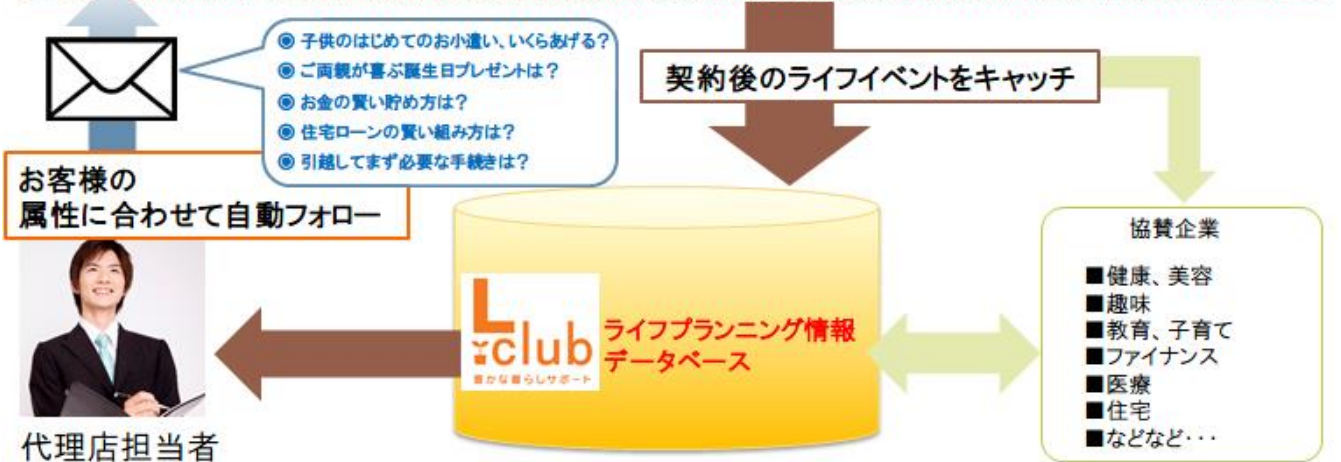 ◉ 子供のはじめてのお小遣い、いくらあげる?
◉ ご両親が喜ぶ誕生日プレゼントは?
◉ お金の賢い貯め方は?
◉ 住宅ローンの賢い組み方は?
◉ 引越してまず必要な手続きは?
契約後のライフイベントをキャッチ
お客様の
属性に合わせて自動フォロー
協賛企業
■健康、美容
■趣味
■教育、子育て
■ファイナンス
■医療
■住宅
■などなど・・・
L club
豊かな暮らしサポート
ライフプランニング情報
データベース
代理店担当者